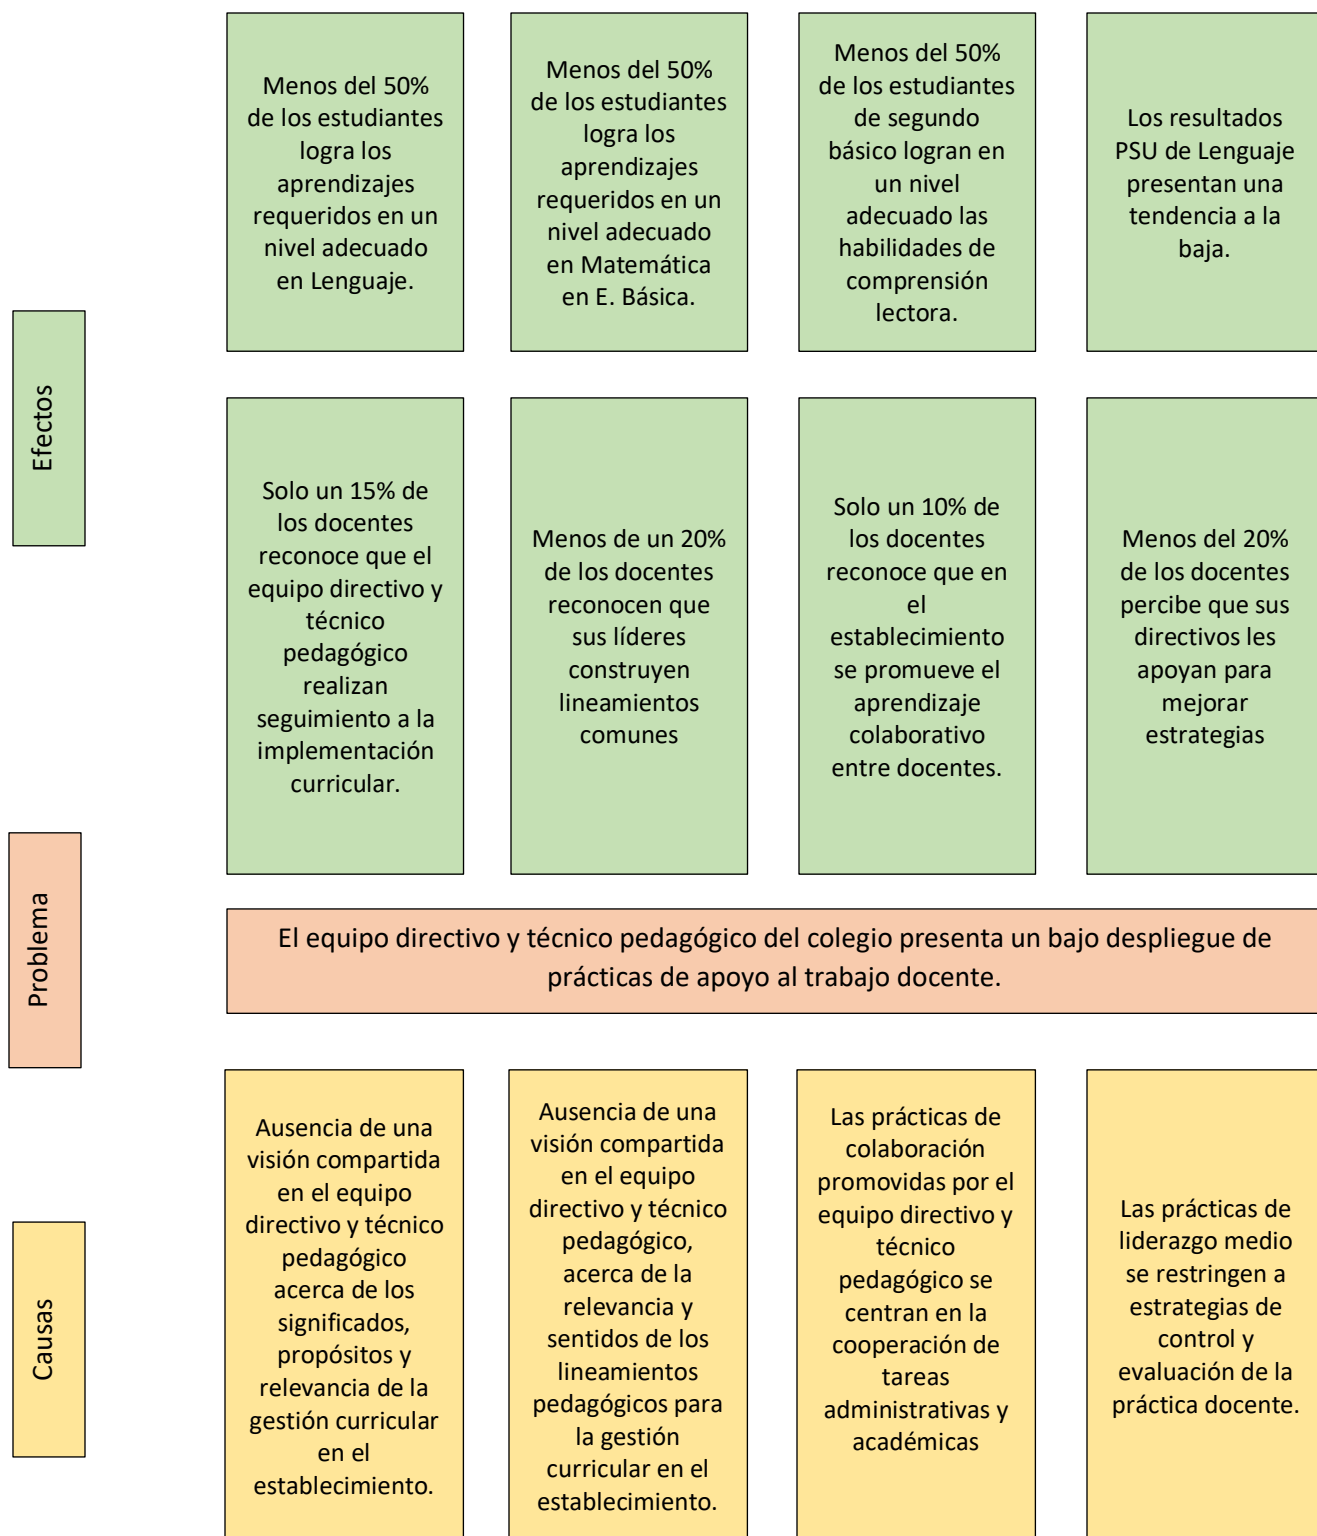 Menos del 50%
de los estudiantes
logra los
aprendizajes
requeridos en un
nivel adecuado
en Lenguaje.
Menos del 50%
de los estudiantes
logra los
aprendizajes
requeridos en un
nivel adecuado
en Matemática
en E. Básica.
Menos del 50%
de los estudiantes
de segundo
básico logran en
un nivel
adecuado las
habilidades de
comprensión
lectora.
Los resultados
PSU de Lenguaje
presentan una
tendencia a la
baja.
Efectos
Solo un 15% de
los docentes
reconoce que el
equipo directivo y
técnico
pedagógico
realizan
seguimiento a la
implementación
curricular.
Menos de un 20%
de los docentes
reconocen que
sus líderes
construyen
lineamientos
comunes
Solo un 10% de
los docentes
reconoce que en
el
establecimiento
se promueve el
aprendizaje
colaborativo
entre docentes.
Menos del 20%
de los docentes
percibe que sus
directivos les
apoyan para
mejorar
estrategias
Problema
El equipo directivo y técnico pedagógico del colegio presenta un bajo despliegue de
prácticas de apoyo al trabajo docente.
Causas
Ausencia de una
visión compartida
en el equipo
directivo y técnico
pedagógico
acerca de los
significados,
propósitos y
relevancia de la
gestión curricular
en el
establecimiento.
Ausencia de una
visión compartida
en el equipo
directivo y técnico
pedagógico,
acerca de la
relevancia y
sentidos de los
lineamientos
pedagógicos para
la gestión
curricular en el
establecimiento.
Las prácticas de
colaboración
promovidas por el
equipo directivo y
técnico
pedagógico se
centran en la
cooperación de
tareas
administrativas y
académicas
Las prácticas de
liderazgo medio
se restringen a
estrategias de
control y
evaluación de la
práctica docente.